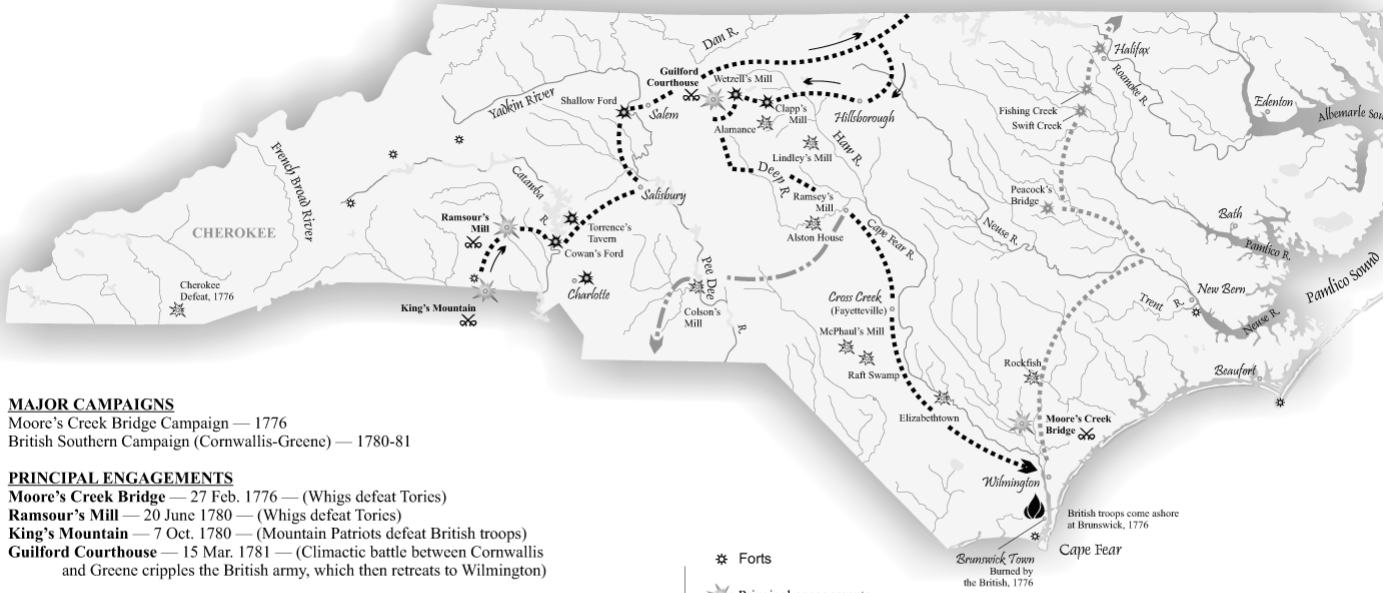 Dan R.
Halifax
Guilford
Courthouse
Wetzell's Mill
Roanoke R.
Yadkin River
Shallow Ford
Salem
Clapp's
Mill
Hillsborough
Fishing Creek
Swift Creek
Edenton
Albemarle Sou
Alamance
Haw R.
Lindley's Mill
French Broad River
Catawba
R.
Deep R.
Salisbury
Peacock's
Bridge
Ramsey's
Mill
Bath
Ramsour's
Mill
CHEROKEE
Torrence's
Tavern
Cowan's Ford
Alston House
Cape Fear R.
Neuse R.
Pamlico R.
Pamlico Sound
Cherokee
Defeat, 1776
Charlotte
Pee Dee
R.
Cross Creek
(Fayetteville)
New Bern
Trent
R.
Neuse R.
King's Mountain
Colson's
Mill
McPhaul's Mill
Raft Swamp
Rockfish
Beaufort
Elizabethtown
Moore's Creek
Bridge
Wilmington
British troops come ashore
at Brunswick, 1776
Cape Fear
Brunswick Town
Burned by
the British, 1776
MAJOR CAMPAIGNS
Moore's Creek Bridge Campaign — 1776
British Southern Campaign (Cornwallis-Greene) — 1780-81
PRINCIPAL ENGAGEMENTS
Moore's Creek Bridge — 27 Feb. 1776 — (Whigs defeat Tories)
Ramsour's Mill — 20 June 1780 — (Whigs defeat Tories)
King's Mountain — 7 Oct. 1780 — (Mountain Patriots defeat British troops)
Guilford Courthouse — 15 Mar. 1781 — (Climactic battle between Cornwallis
and Greene cripples the British army, which then retreats to Wilmington)
Forts